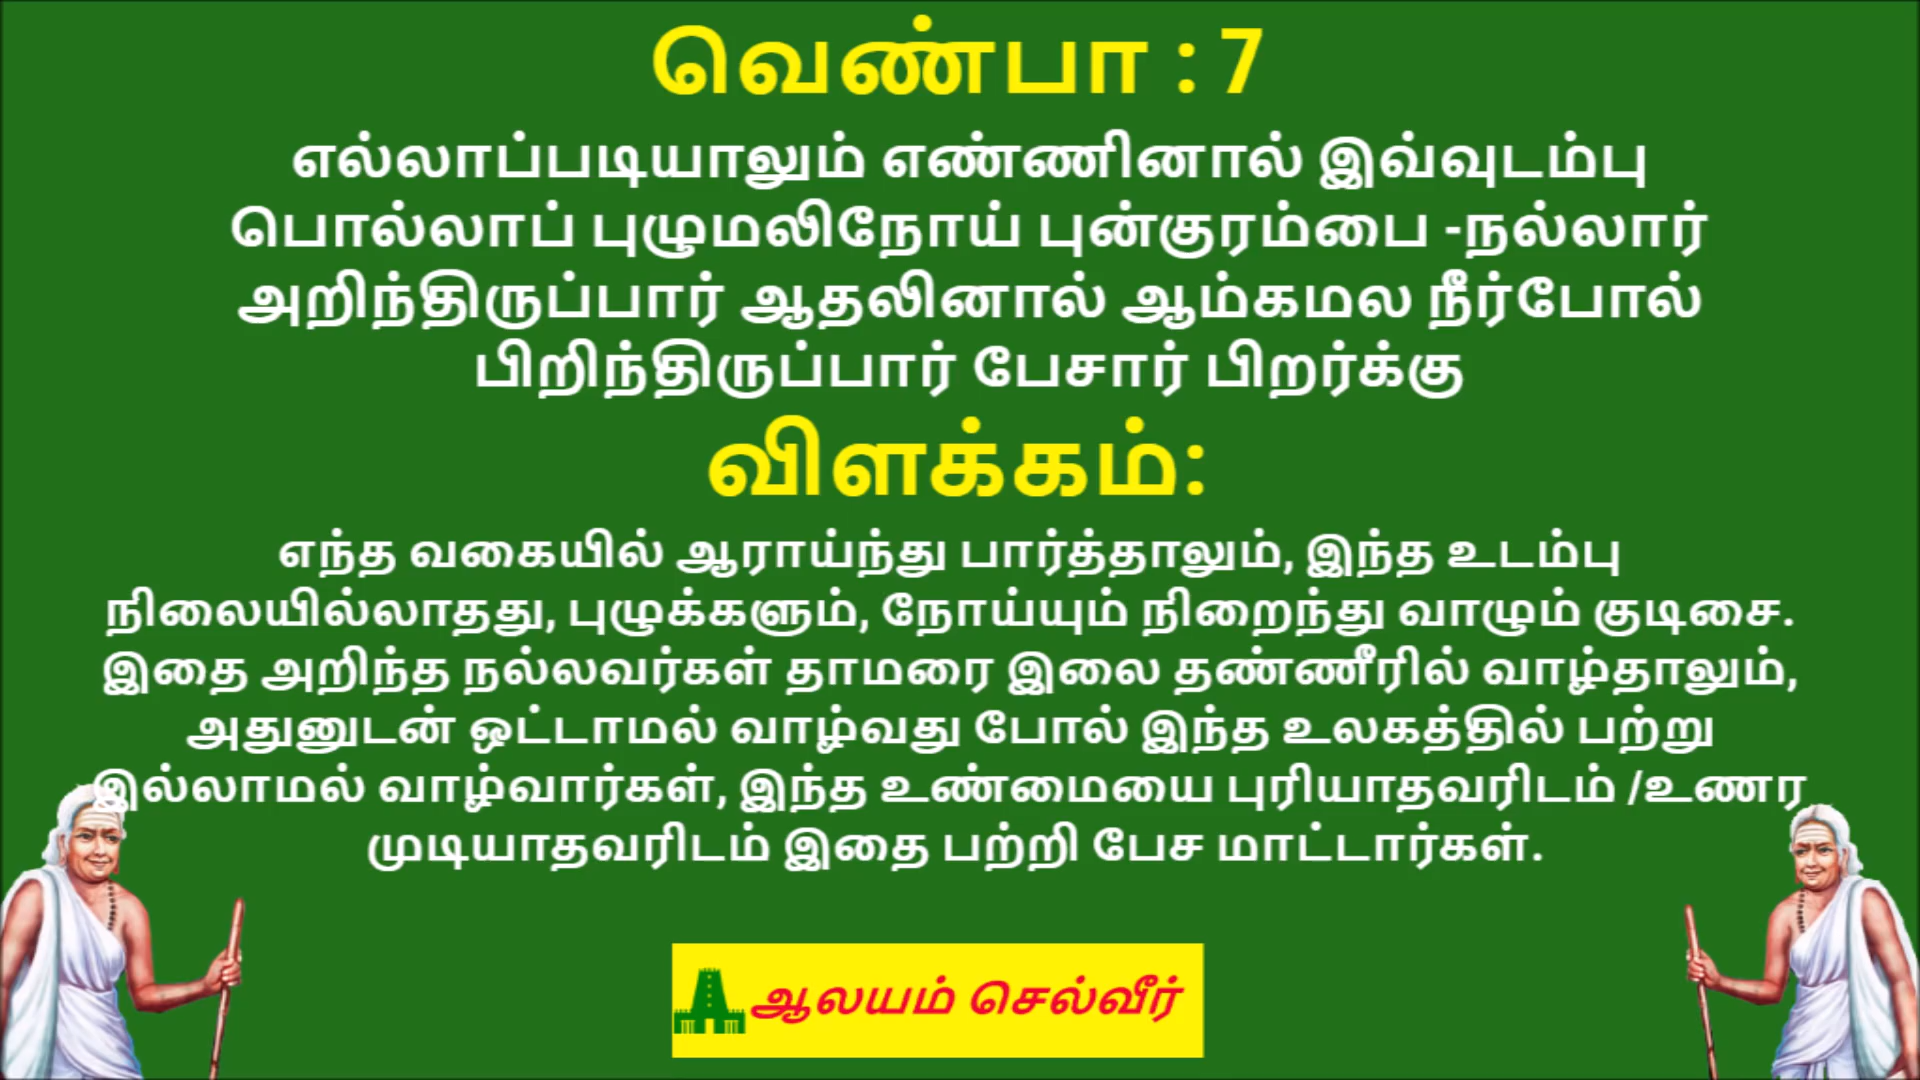 வெண்பா : 7
எல்லாப்படியாலும் எண்ணினால் இவ்வுடம்பு
பொல்லாப் புழுமலிநோய் புன்குரம்பை -நல்லார்
அறிந்திருப்பார் ஆதலினால் ஆம்கமல நீர்போல்
பிறிந்திருப்பார் பேசார் பிறர்க்கு
விளக்கம்:
எந்த வகையில் ஆராய்ந்து பார்த்தாலும், இந்த உடம்பு
நிலையில்லாதது, புழுக்களும், நோய்யும் நிறைந்து வாழும் குடிசை.
இதை அறிந்த நல்லவர்கள் தாமரை இலை தண்ணீரில் வாழ்தாலும்,
அதுனுடன் ஒட்டாமல் வாழ்வது போல் இந்த உலகத்தில் பற்று
இல்லாமல் வாழ்வார்கள், இந்த உண்மையை புரியாதவரிடம் /உணர
முடியாதவரிடம் இதை பற்றி பேச மாட்டார்கள்.
ஆலயம் செல்வீர்